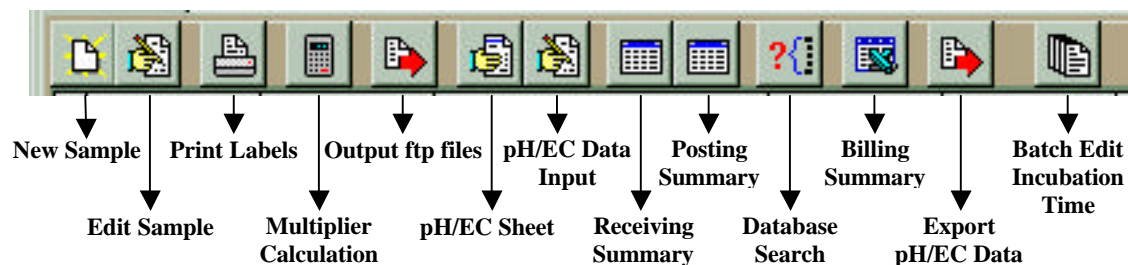 ?{
New Sample
Print Labels
Output ftp files
pH/EC Data
Input
Posting
Summary
Billing
Summary
Batch Edit
Incubation
Time
Edit Sample
Multiplier
Calculation
pH/EC Sheet
Receiving
Summary
Database
Search
Export
pH/EC Data